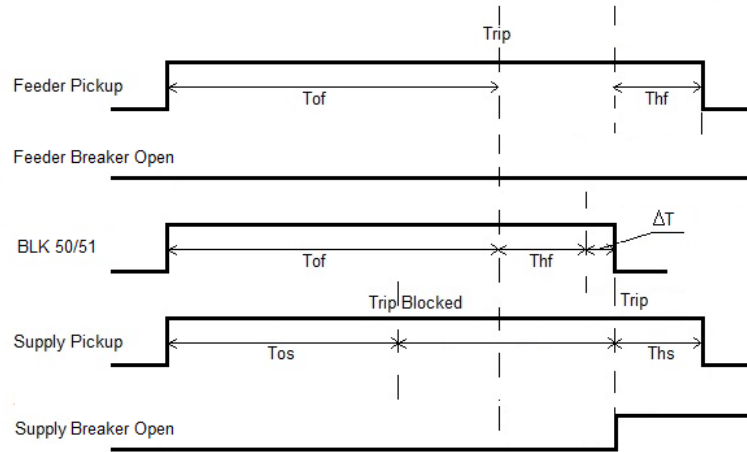 Trip
Feeder Pickup
Tof
Thf
Feeder Breaker Open
BLK 50/51
Tof
Thf
ΔT
Trip Blocked
Trip
Supply Pickup
Tos
Ths
Supply Breaker Open